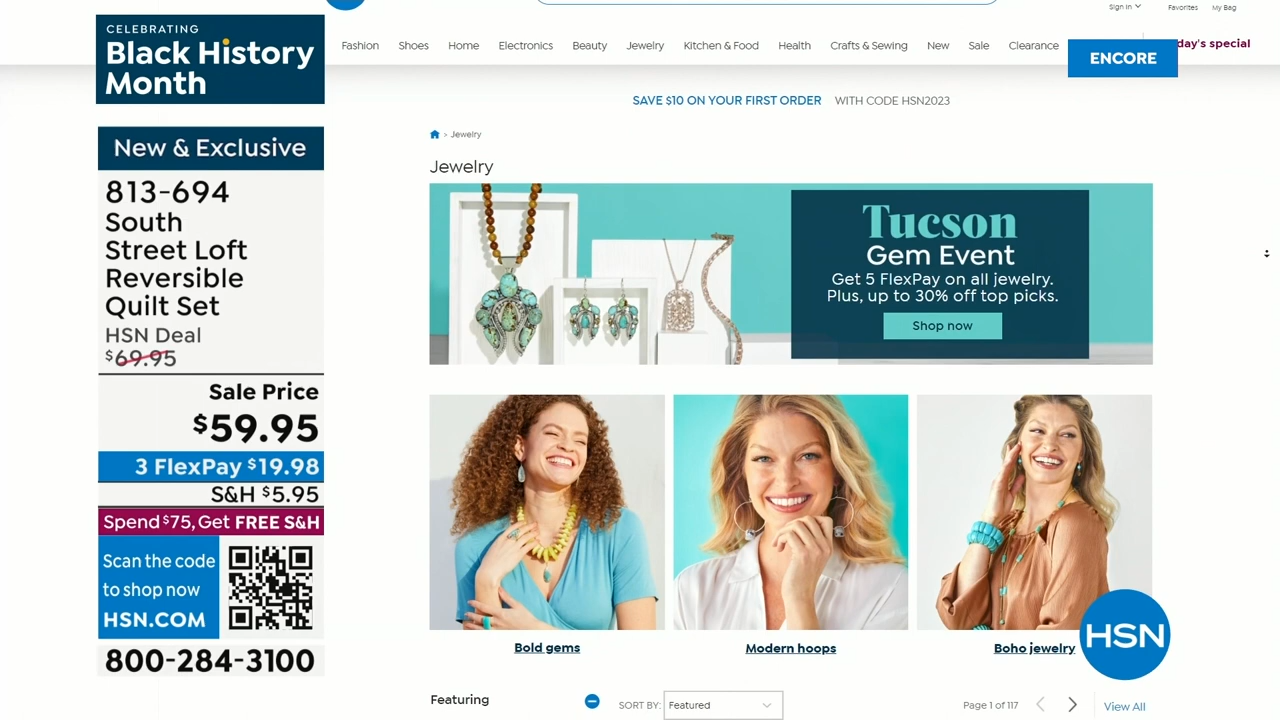 Sign In
Favorites
My Bag
CELEBRATING
Black History
Month
Fashion
Shoes
Home
Electronics
Beauty
Jewelry
Kitchen & Food
Health
Crafts & Sewing
New
Sale
Clearance
day's special
ENCORE
SAVE $10 ON YOUR FIRST ORDER WITH CODE HSN2023
> Jewelry
Jewelry
Tucson
Gem Event
Get 5 FlexPay on all jewelry.
Plus, up to 30% off top picks.
Shop now
New & Exclusive
813-694
South
Street Loft
Reversible
Quilt Set
HSN Deal
$69.95
Sale Price
$59.95
3 FlexPay $19.98
S&H $5.95
Spend $75, Get FREE S&H
Scan the code
to shop now
HSN.COM
800-284-3100
Bold gems
Modern hoops
Boho jewelry
HSN
Featuring
SORT BY: Featured
Page 1 of 117
View All